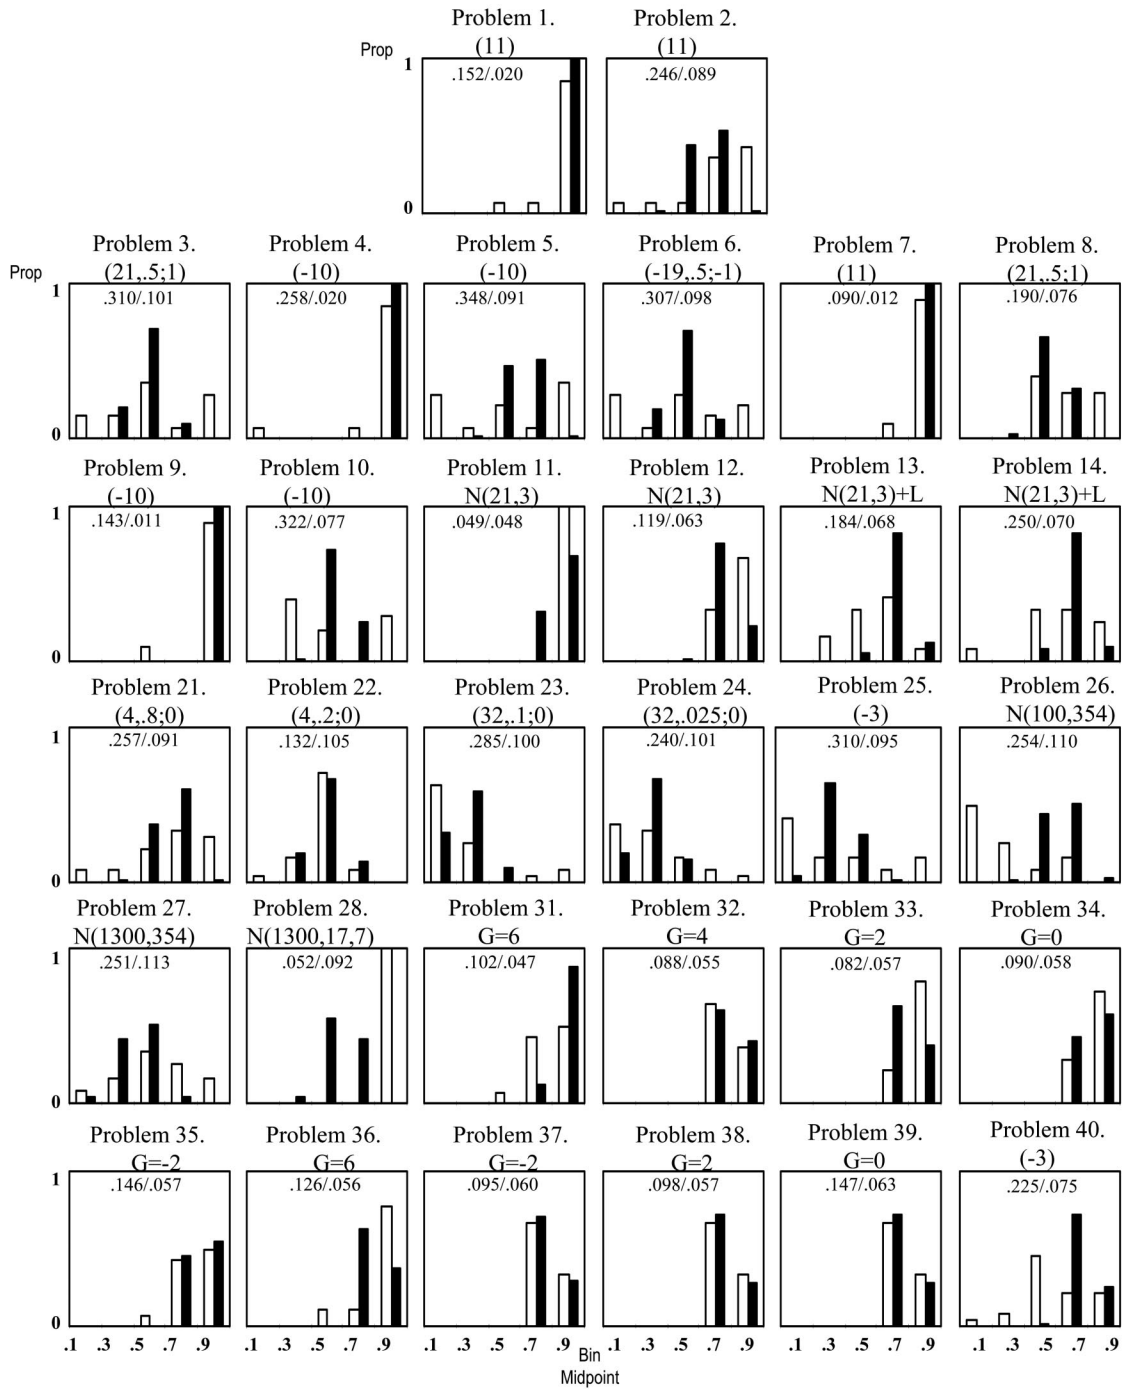 Problem 1. Problem 2.
(11) (11)
Prop
1
.152/.020 .246/.089
0
Problem 3. Problem 4. Problem 5. Problem 6. Problem 7. Problem 8.
(21,.5;1) (-10) (-10) (-19,.5;-1) (11) (21,.5;1)
Prop
1
.310/.101 .258/.020 .348/.091 .307/.098 .090/.012 .190/.076
0
Problem 9. Problem 10. Problem 11. Problem 12. Problem 13. Problem 14.
(-10) (-10) N(21,3) N(21,3) N(21,3)+L N(21,3)+L
1
.143/.011 .322/.077 .049/.048 .119/.063 .184/.068 .250/.070
0
Problem 21. Problem 22. Problem 23. Problem 24. Problem 25. Problem 26.
(4,.8;0) (4,.2;0) (32,.1;0) (32,.025;0) (-3) N(100,354)
1
.257/.091 .132/.105 .285/.100 .240/.101 .310/.095 .254/.110
0
Problem 27. Problem 28. Problem 31. Problem 32. Problem 33. Problem 34.
N(1300,354) N(1300,17,7) G=6 G=4 G=2 G=0
1
.251/.113 .052/.092 .102/.047 .088/.055 .082/.057 .090/.058
0
Problem 35. Problem 36. Problem 37. Problem 38. Problem 39. Problem 40.
G=-2 G=6 G=-2 G=2 G=0 (-3)
1
.146/.057 .126/.056 .095/.060 .098/.057 .147/.063 .225/.075
0
.1 .3 .5 .7 .9 .1 .3 .5 .7 .9 .1 .3 .5 .7 .9 .1 .3 .5 .7 .9 .1 .3 .5 .7 .9 .1 .3 .5 .7 .9
Bin
Midpoint